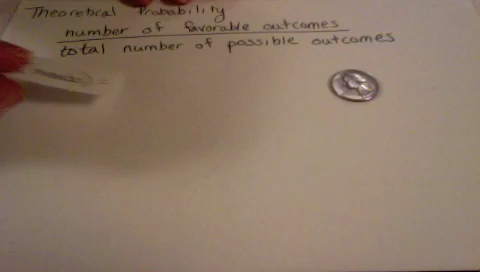 Theoretical Probability
number of favorable outcomes
total number of possible outcomes